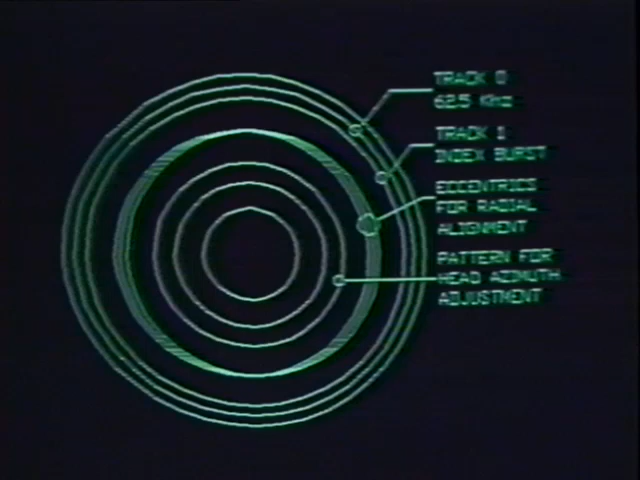 TRACK 0
62.5 Khz
TRACK 1
INDEX BURST
ECCENTRICS
FOR RADIAL
ALIGNMENT
PATTERN FOR
HEAD AZIMUTH
ADJUSTMENT